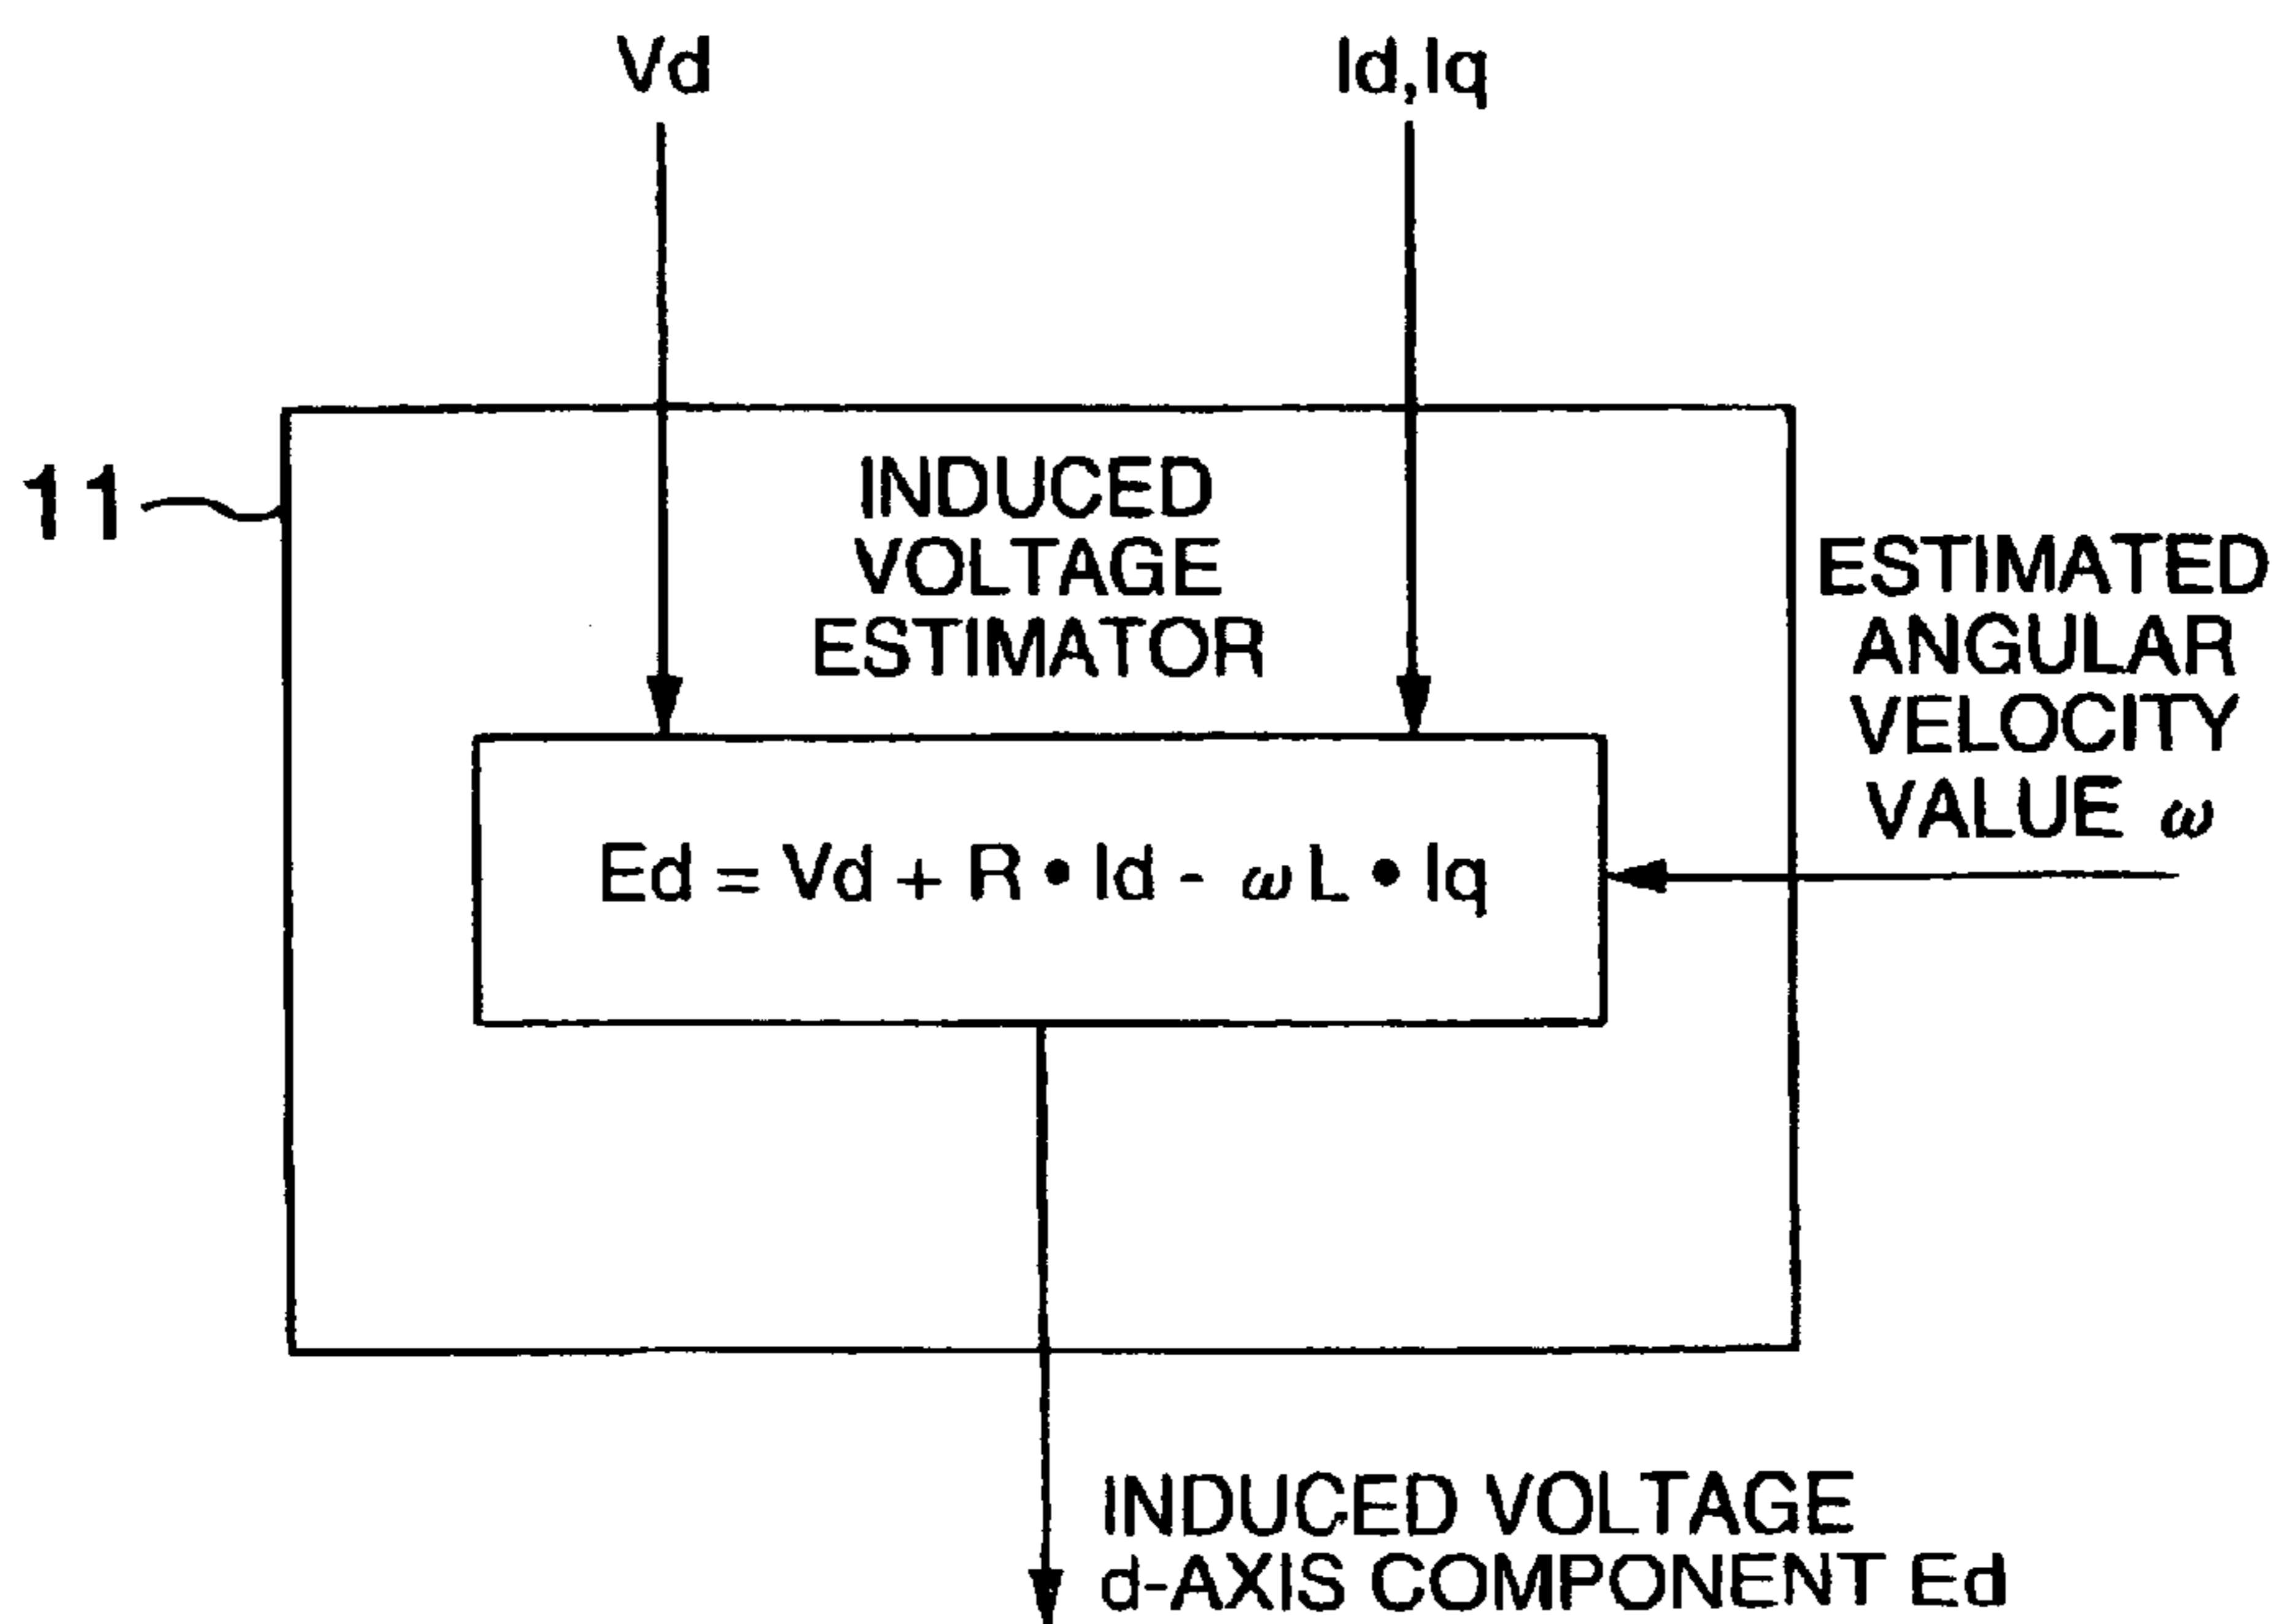 Vd
Id,Iq
11
INDUCED
VOLTAGE
ESTIMATOR
ESTIMATED
ANGULAR
VELOCITY
VALUE ω
Ed = Vd + R • Id - ωL • Iq
INDUCED VOLTAGE
d-AXIS COMPONENT Ed